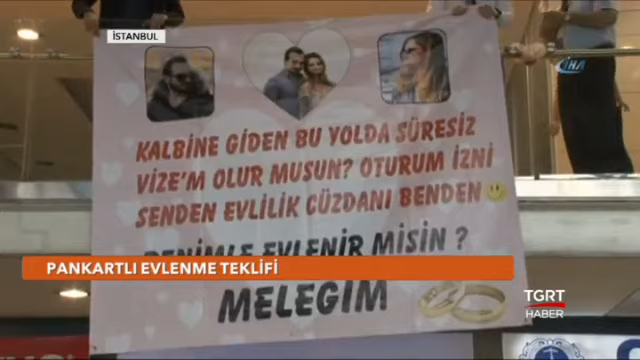 İSTANBUL
İHA
KALBİNE GİDEN BU YOLDA SÜRESİZ
VİZE'M OLUR MUSUN? OTURUM İZNİ
SENDEN EVLİLİK CÜZDANI BENDEN
BENİMLE EVLENİR MİSİN ?
PANKARTLI EVLENME TEKLİFİ
MELEĞİM
TGRT
HABER